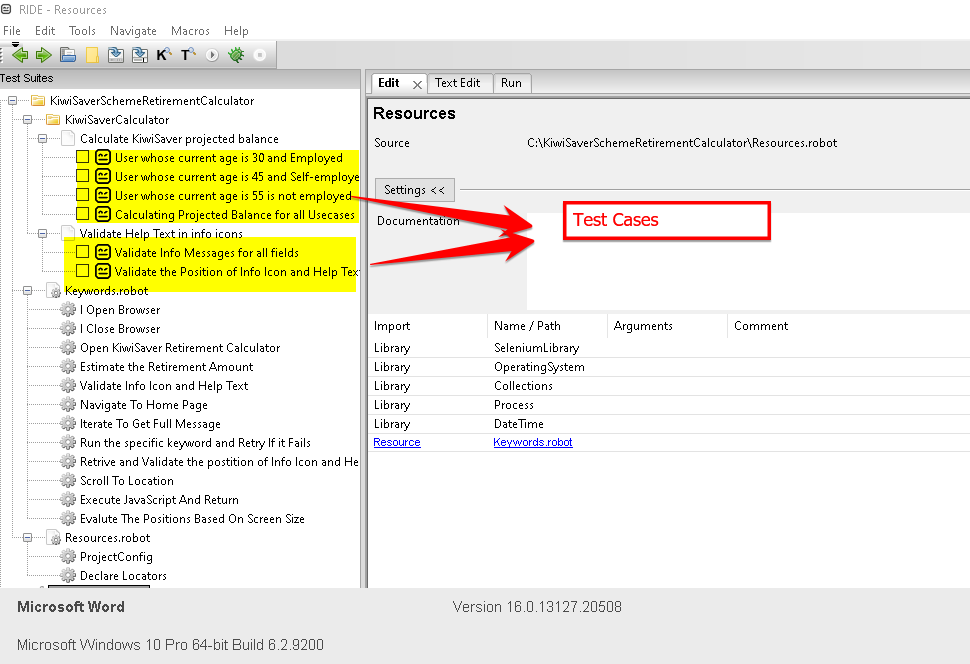 RIDE - Resources
File Edit Tools Navigate Macros Help
K T
Test Suites
KiwiSaverSchemeRetirementCalculator
KiwiSaverCalculator
Calculate KiwiSaver projected balance
User whose current age is 30 and Employed
User whose current age is 45 and Self-employe
User whose current age is 55 is not employed
Calculating Projected Balance for all Usecases
Validate Help Text in info icons
Validate Info Messages for all fields
Validate the Position of Info Icon and Help Tex
Keywords.robot
I Open Browser
I Close Browser
Open KiwiSaver Retirement Calculator
Estimate the Retirement Amount
Validate Info Icon and Help Text
Navigate To Home Page
Iterate To Get Full Message
Run the specific keyword and Retry If it Fails
Retrive and Validate the postition of Info Icon and He
Scroll To Location
Execute JavaScript And Return
Evalute The Positions Based On Screen Size
Resources.robot
ProjectConfig
Declare Locators
Edit Text Edit Run
Resources
Source C:\KiwiSaverSchemeRetirementCalculator\Resources.robot
Settings <<
Documentation
Test Cases
Import Name / Path Arguments Comment
Library SeleniumLibrary
Library OperatingSystem
Library Collections
Library Process
Library DateTime
Resource Keywords.robot
Microsoft Word Version 16.0.13127.20508
Microsoft Windows 10 Pro 64-bit Build 6.2.9200